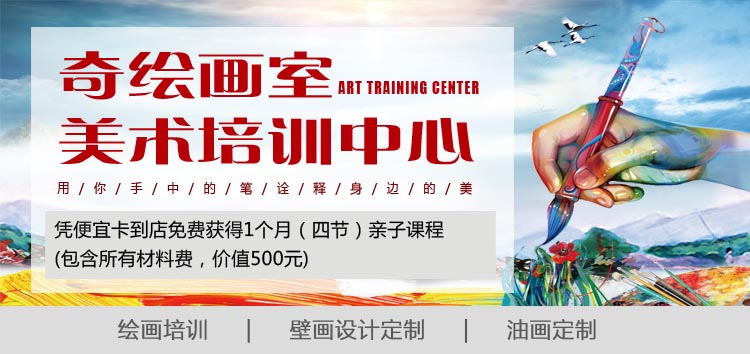 奇绘画室 ART TRAINING CENTER
美术培训中心
用/你/手/中/的/笔/诠/释/身/边/的/美
凭便宜卡到店免费获得1个月(四节)亲子课程
(包含所有材料费，价值500元)
绘画培训 | 壁画设计定制 | 油画定制